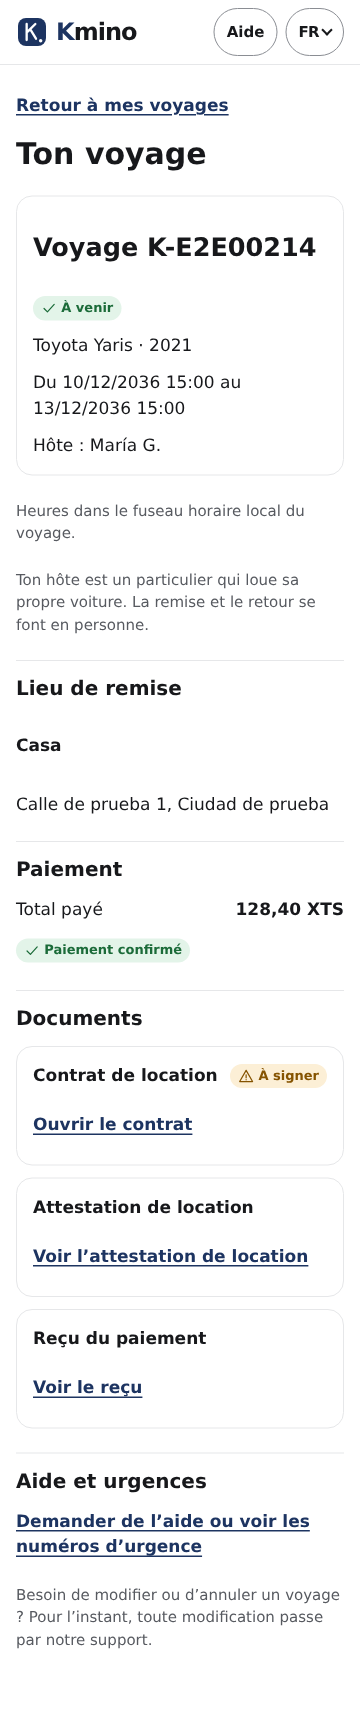 K. Kmino
Aide
FR
Retour à mes voyages
Ton voyage
Voyage K-E2E00214
À venir
Toyota Yaris · 2021
Du 10/12/2036 15:00 au
13/12/2036 15:00
Hôte : María G.
Heures dans le fuseau horaire local du
voyage.
Ton hôte est un particulier qui loue sa
propre voiture. La remise et le retour se
font en personne.
Lieu de remise
Casa
Calle de prueba 1, Ciudad de prueba
Paiement
Total payé 128,40 XTS
Paiement confirmé
Documents
Contrat de location À signer
Ouvrir le contrat
Attestation de location
Voir l’attestation de location
Reçu du paiement
Voir le reçu
Aide et urgences
Demander de l’aide ou voir les
numéros d’urgence
Besoin de modifier ou d’annuler un voyage
? Pour l’instant, toute modification passe
par notre support.